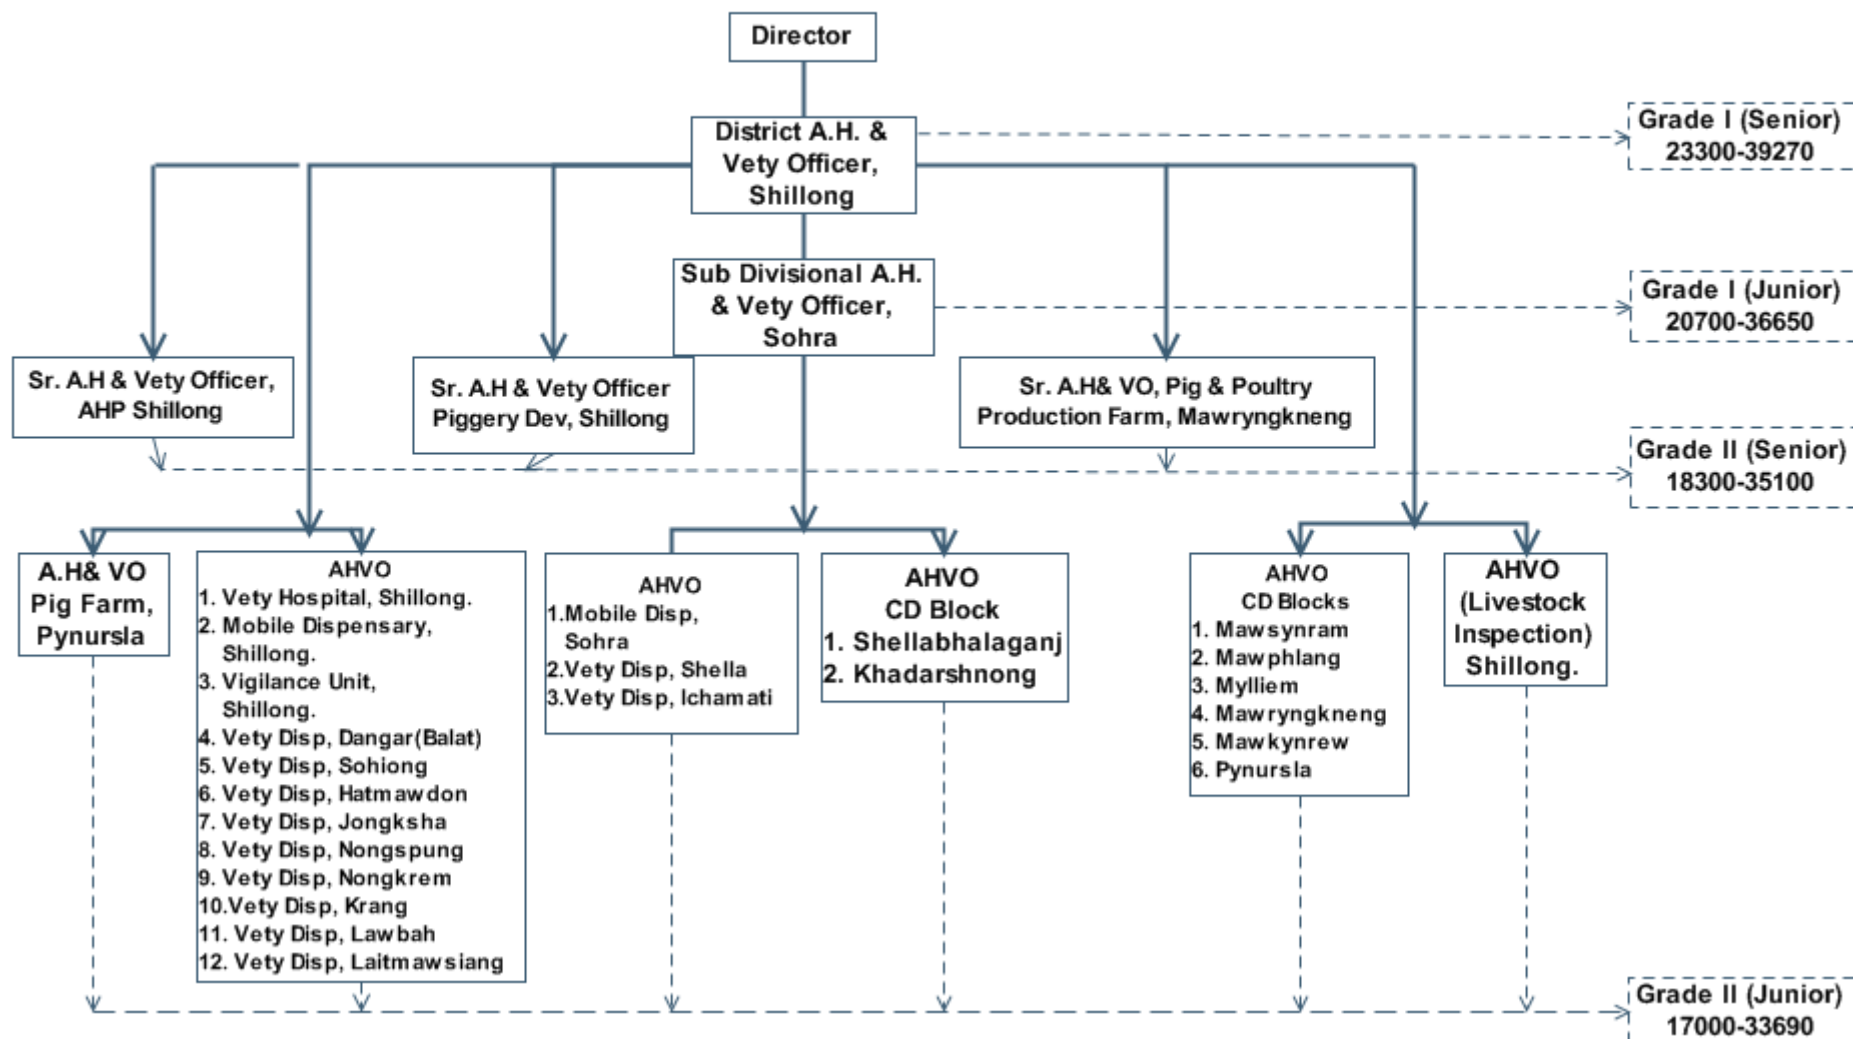 Director
District A.H. &
Vety Officer,
Shillong
Grade I (Senior)
23300-39270
Sub Divisional A.H.
& Vety Officer,
Sohra
Grade I (Junior)
20700-36650
Sr. A.H & Vety Officer,
AHP Shillong
Sr. A.H & Vety Officer
Piggery Dev, Shillong
Sr. A.H& VO, Pig & Poultry
Production Farm, Mawryngkneng
Grade II (Senior)
18300-35100
A.H& VO
Pig Farm,
Pynursla
AHVO
1. Vety Hospital, Shillong.
2. Mobile Dispensary,
Shillong.
3. Vigilance Unit,
Shillong.
4. Vety Disp, Dangar(Balat)
5. Vety Disp, Sohiong
6. Vety Disp, Hatmawdon
7. Vety Disp, Jongksha
8. Vety Disp, Nongspung
9. Vety Disp, Nongkrem
10.Vety Disp, Krang
11. Vety Disp, Lawbah
12. Vety Disp, Laitmawsiang
AHVO
1.Mobile Disp,
Sohra
2.Vety Disp, Shella
3.Vety Disp, Ichamati
AHVO
CD Block
1. Shellabhalaganj
2. Khadarshnong
AHVO
CD Blocks
1. Mawsynram
2. Mawphlang
3. Mylliem
4. Mawryngkneng
5. Mawkynrew
6. Pynursla
AHVO
(Livestock
Inspection)
Shillong.
Grade II (Junior)
17000-33690